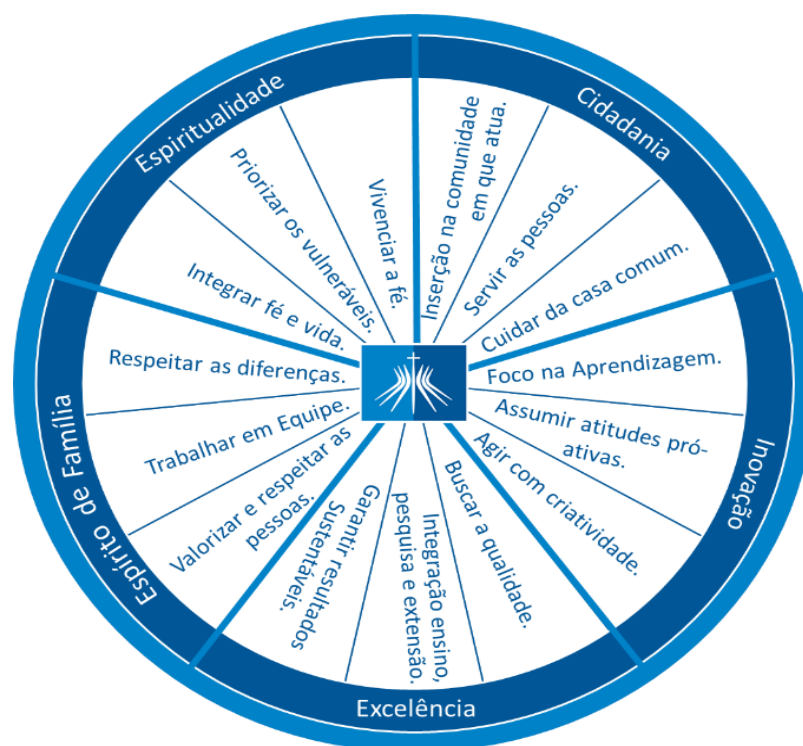 Espiritualidade
Cidadania
Inovação
Excelência
Espírito de Família
Vivenciar a fé.
Priorizar os vulneráveis.
Integrar fé e vida.
Inserção na comunidade
em que atua.
Servir as pessoas.
Cuidar da casa comum.
Foco na Aprendizagem.
Assumir atitudes pró-
ativas.
Agir com criatividade.
Buscar a qualidade.
Integração ensino,
pesquisa e extensão.
Garantir resultados
Sustentáveis.
Valorizar e respeitar as
pessoas.
Trabalhar em Equipe.
Respeitar as diferenças.